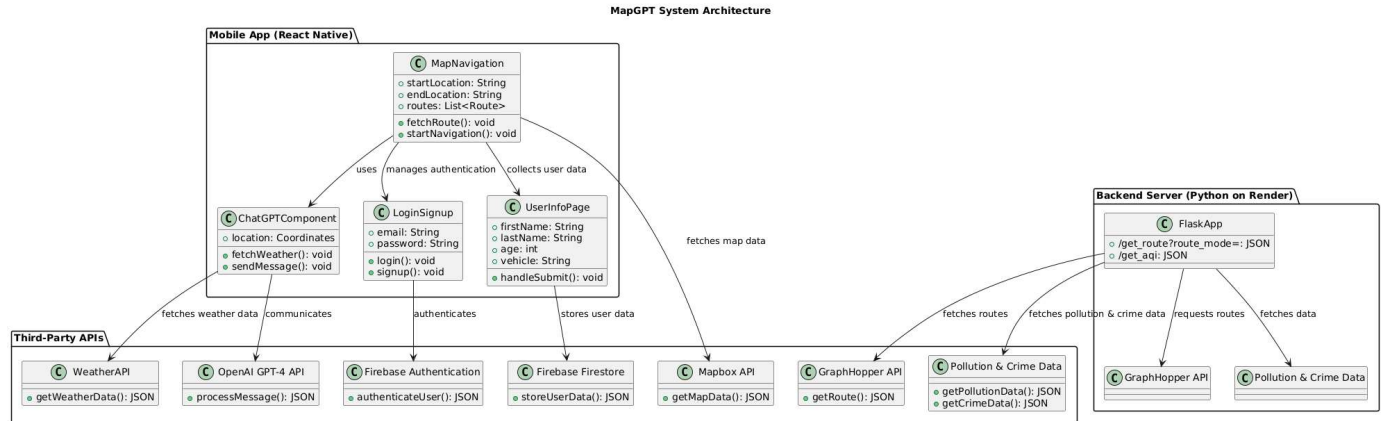 MapGPT System Architecture
Mobile App (React Native)
C MapNavigation
startLocation: String
endLocation: String
routes: List<Route>
fetchRoute(): void
startNavigation(): void
uses
manages authentication
collects user data
C ChatGPTComponent
location: Coordinates
fetchWeather(): void
sendMessage(): void
C LoginSignup
email: String
password: String
login(): void
signup(): void
C UserInfoPage
firstName: String
lastName: String
age: int
vehicle: String
handleSubmit(): void
fetches map data
Backend Server (Python on Render)
C FlaskApp
/get_route?route_mode=: JSON
/get_aqi: JSON
fetches weather data
communicates
authenticates
stores user data
fetches routes
fetches pollution & crime data
requests routes
fetches data
Third-Party APIs
C WeatherAPI
getWeatherData(): JSON
C OpenAI GPT-4 API
processMessage(): JSON
C Firebase Authentication
authenticateUser(): JSON
C Firebase Firestore
storeUserData(): JSON
C Mapbox API
getMapData(): JSON
C GraphHopper API
getRoute(): JSON
C Pollution & Crime Data
getPollutionData(): JSON
getCrimeData(): JSON
C GraphHopper API
C Pollution & Crime Data